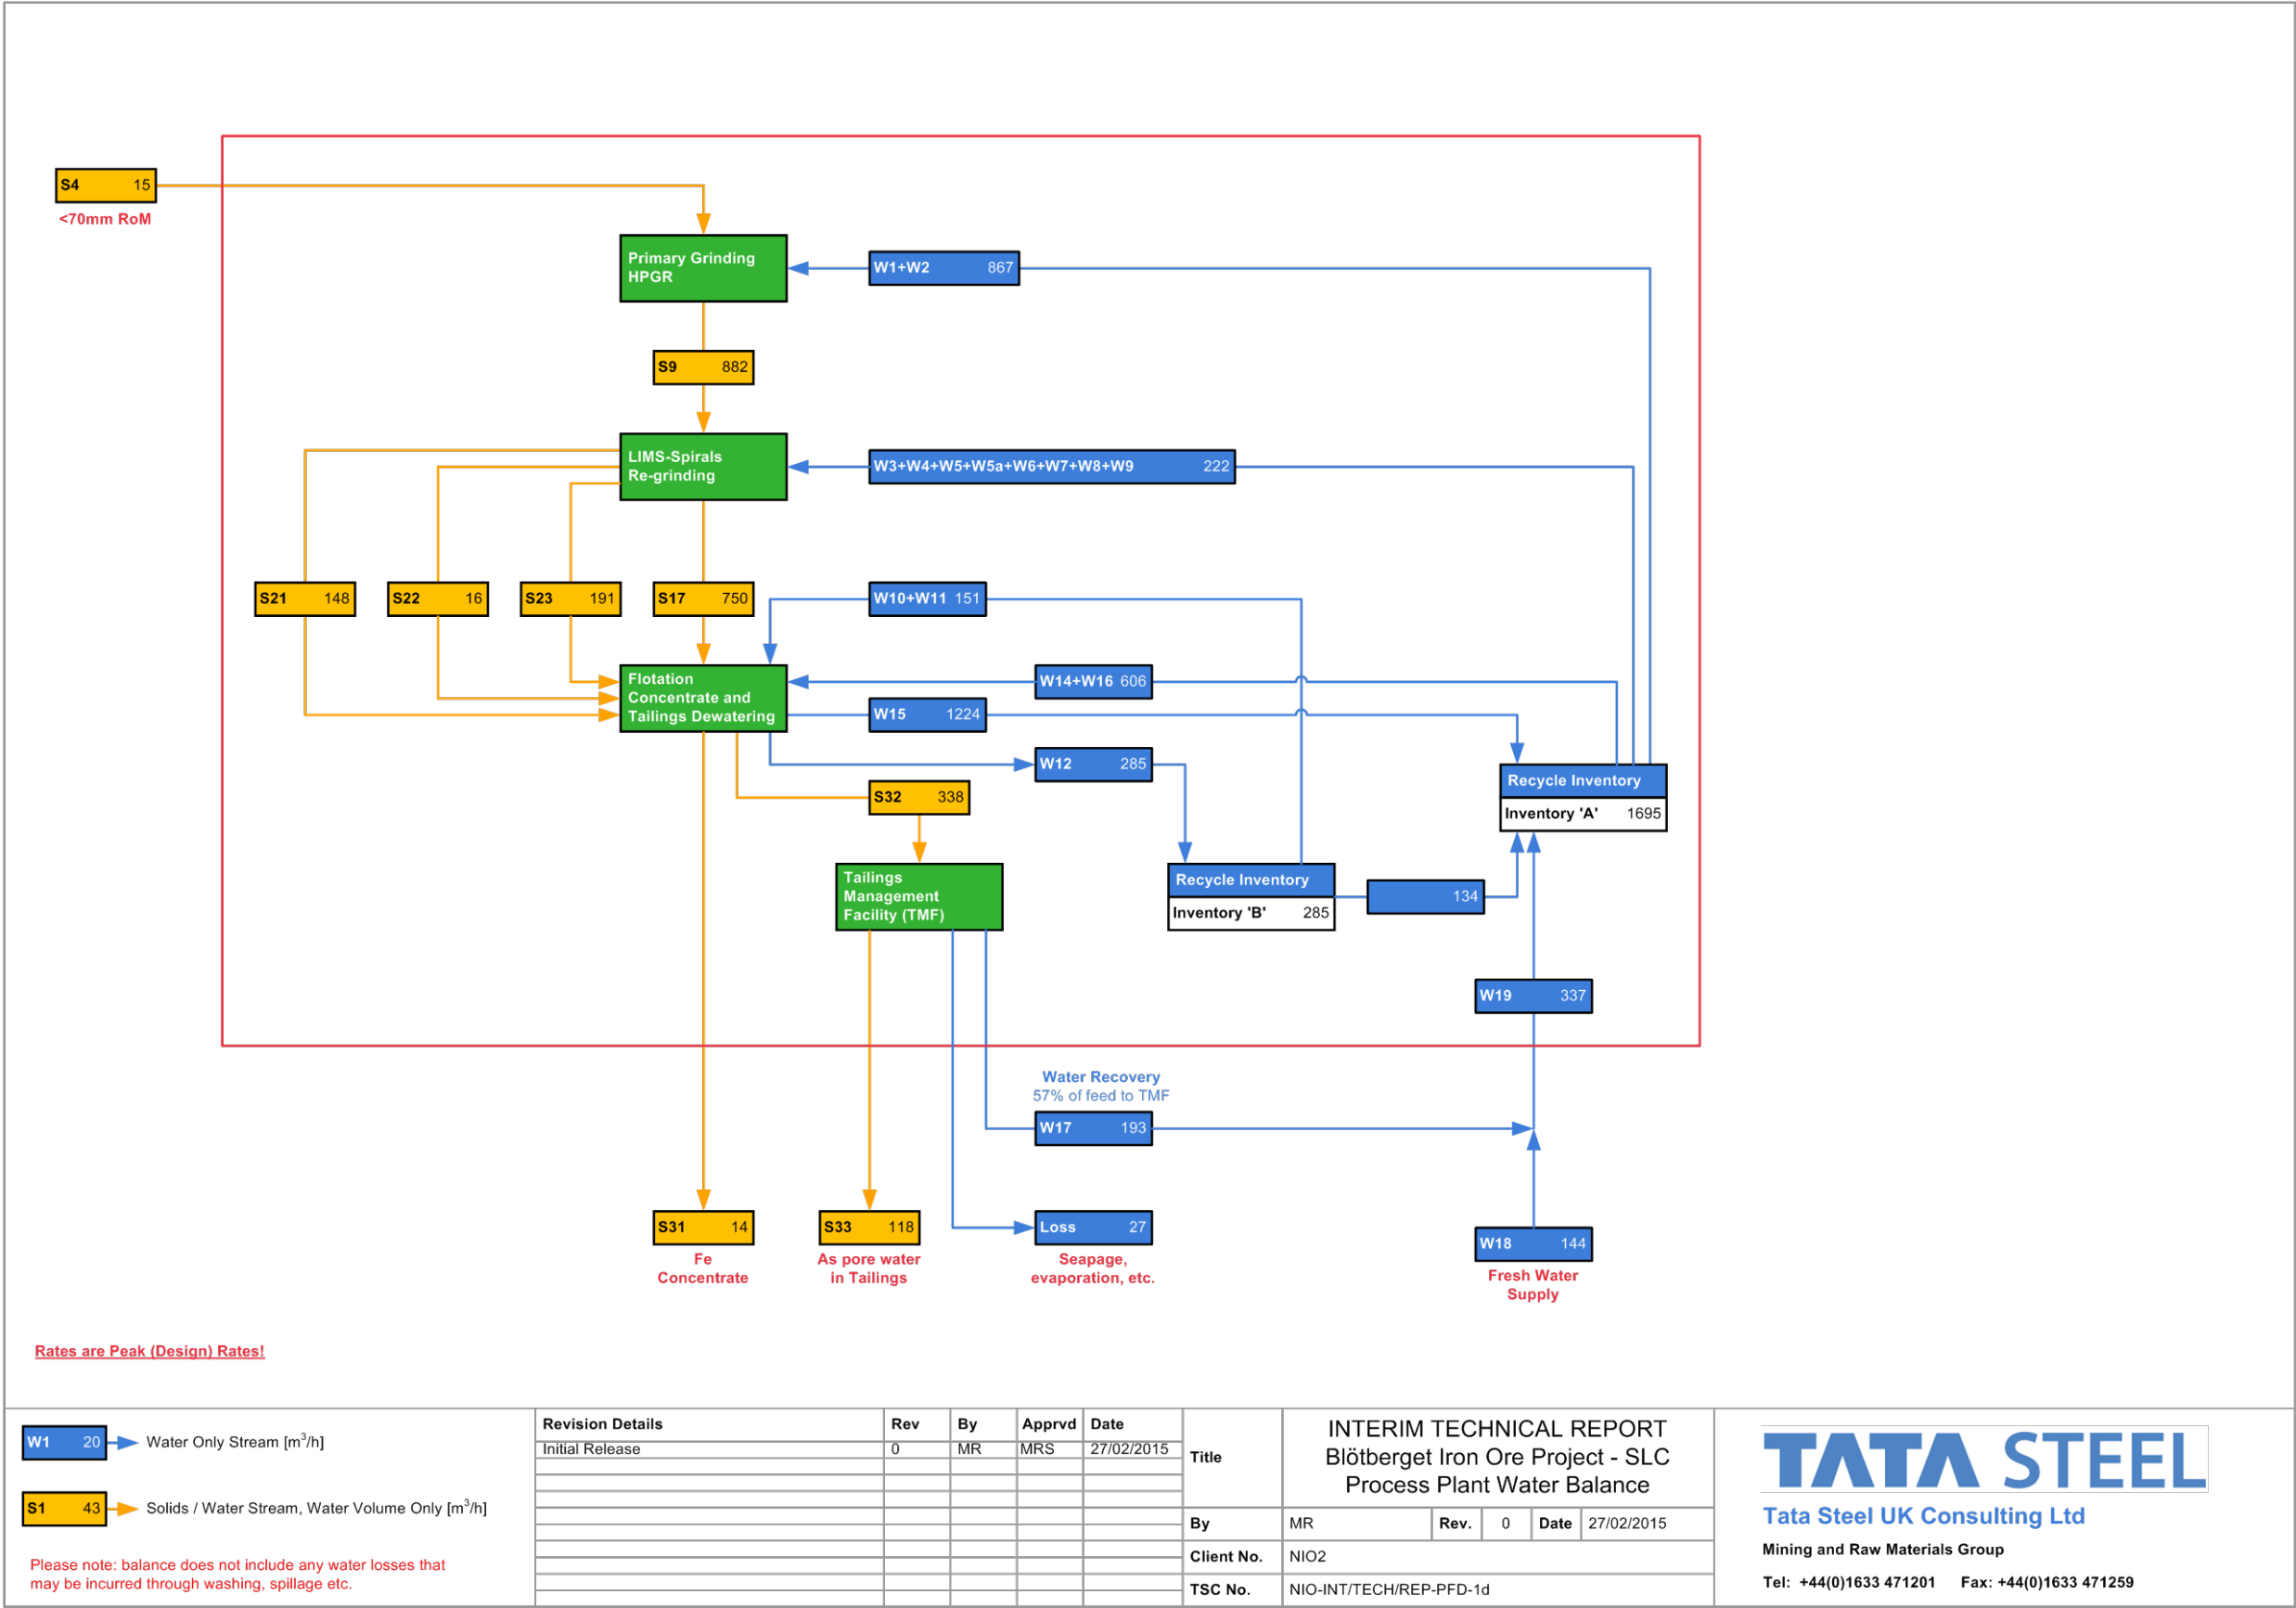 S4 15
<70mm RoM
Primary Grinding
HPGR
W1+W2 867
S9 882
LIMS-Spirals
Re-grinding
W3+W4+W5+W5a+W6+W7+W8+W9 222
S21 148
S22 16
S23 191
S17 750
W10+W11 151
Flotation
Concentrate and
Tailings Dewatering
W14+W16 606
W15 1224
W12 285
S32 338
Recycle Inventory
Inventory 'A' 1695
Tailings
Management
Facility (TMF)
Recycle Inventory
Inventory 'B' 285
134
W19 337
Water Recovery
57% of feed to TMF
W17 193
S31 14
Fe
Concentrate
S33 118
As pore water
in Tailings
Loss 27
Seapage,
evaporation, etc.
W18 144
Fresh Water
Supply
Rates are Peak (Design) Rates!
W1 20 Water Only Stream [m³/h]
S1 43 Solids / Water Stream, Water Volume Only [m³/h]
Please note: balance does not include any water losses that
may be incurred through washing, spillage etc.
Revision Details Rev By Apprvd Date
Initial Release 0 MR MRS 27/02/2015
Title
INTERIM TECHNICAL REPORT
Blötberget Iron Ore Project - SLC
Process Plant Water Balance
By MR Rev. 0 Date 27/02/2015
Client No. NIO2
TSC No. NIO-INT/TECH/REP-PFD-1d
TATA STEEL
Tata Steel UK Consulting Ltd
Mining and Raw Materials Group
Tel: +44(0)1633 471201 Fax: +44(0)1633 471259